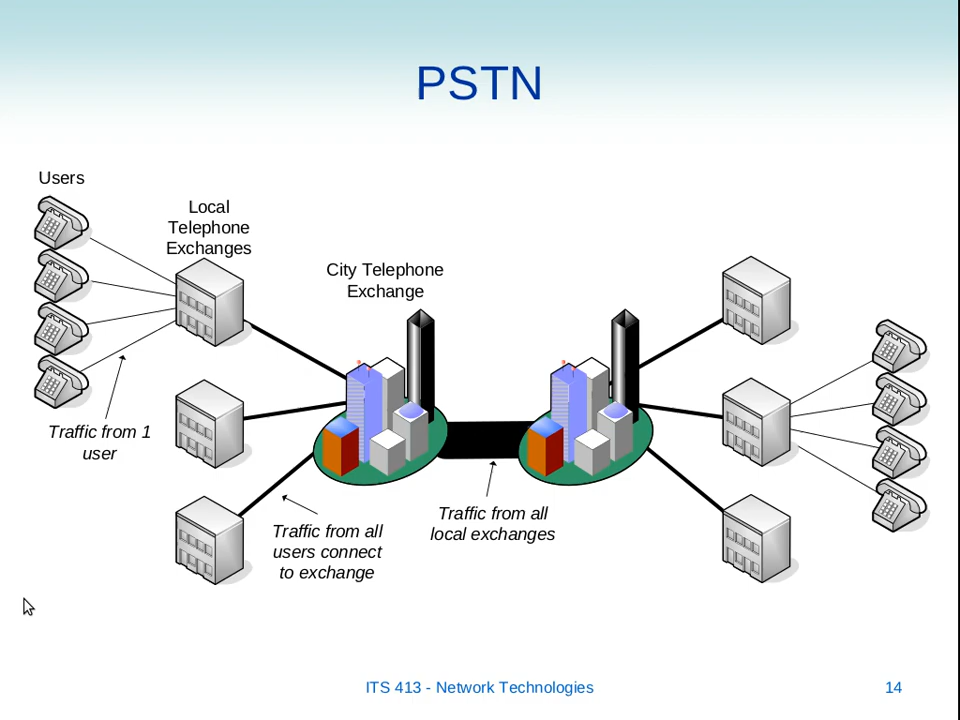 PSTN
Users
Local
Telephone
Exchanges
City Telephone
Exchange
Traffic from 1
user
Traffic from all
users connect
to exchange
Traffic from all
local exchanges
ITS 413 - Network Technologies
14